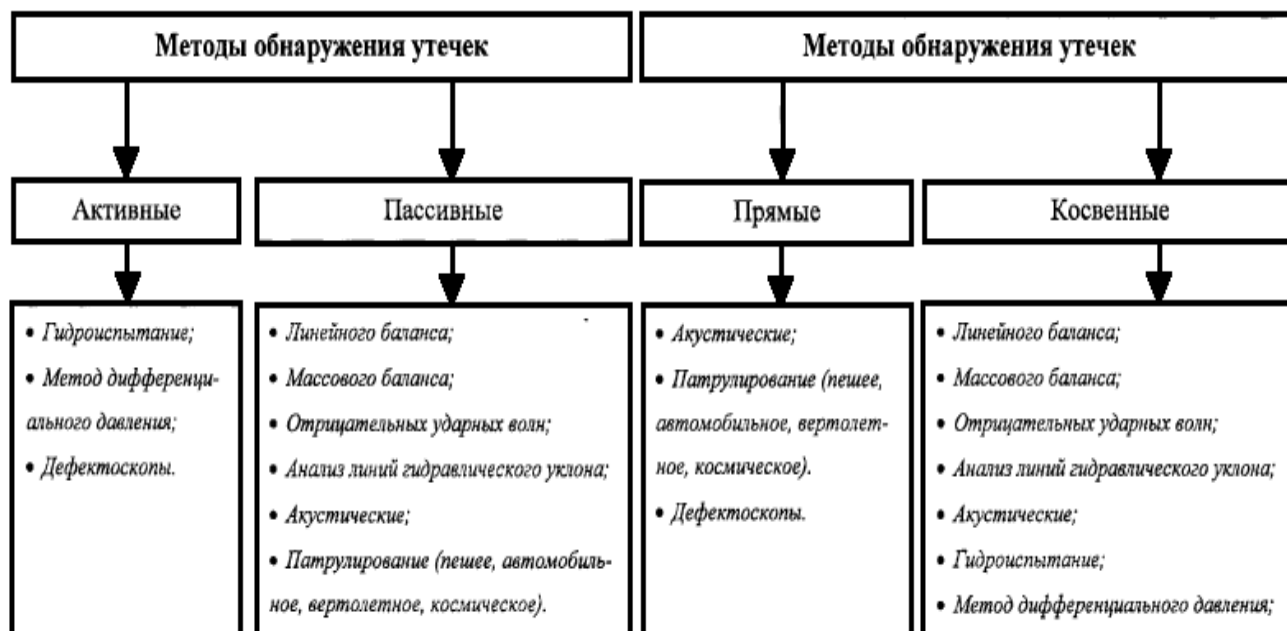 Методы обнаружения утечек
Активные
• Гидроиспытание;
• Метод дифференци-
ального давления;
• Дефектоскопы.
Пассивные
• Линейного баланса;
• Массового баланса;
• Отрицательных ударных волн;
• Анализ линий гидравлического уклона;
• Акустические;
• Патрулирование (пешее, автомобиль-
ное, вертолетное, космическое).
Методы обнаружения утечек
Прямые
• Акустические;
• Патрулирование (пешее,
автомобильное, вертолет-
ное, космическое).
• Дефектоскопы.
Косвенные
• Линейного баланса;
• Массового баланса;
• Отрицательных ударных волн;
• Анализ линий гидравлического уклона;
• Акустические;
• Гидроиспытание;
• Метод дифференциального давления;